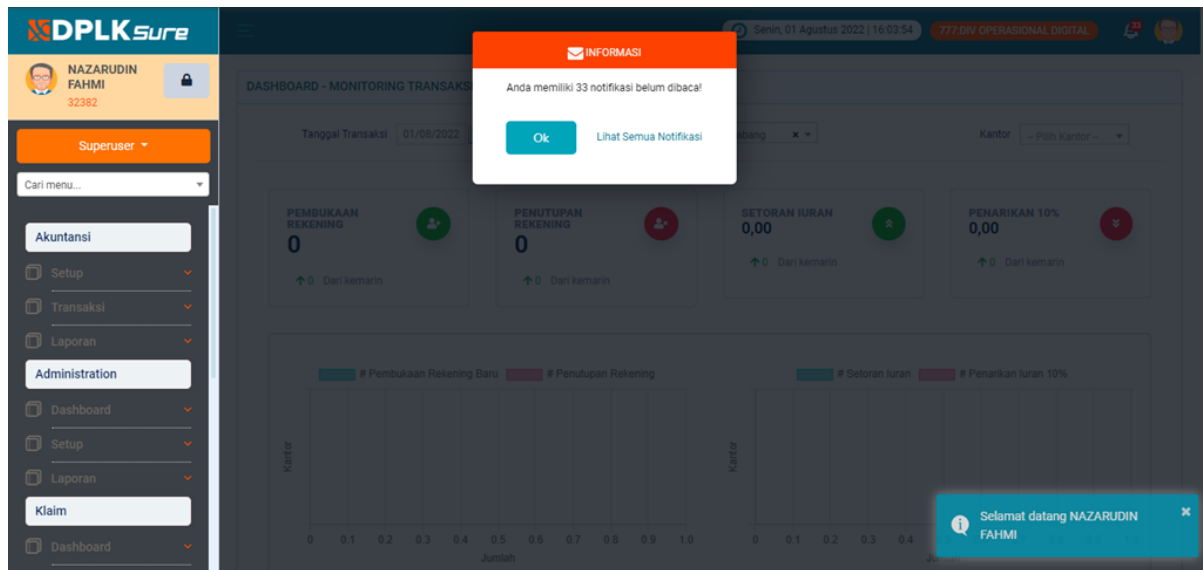 DPLKsure
NAZARUDIN
FAHMI
32382
Superuser
Cari menu...
Akuntansi
Setup
Transaksi
Laporan
Administration
Dashboard
Setup
Laporan
Klaim
Dashboard
Senin, 01 Agustus 2022 | 16:03:54
777:DIV OPERASIONAL DIGITAL
33
INFORMASI
Anda memiliki 33 notifikasi belum dibaca!
Ok
Lihat Semua Notifikasi
DASHBOARD - MONITORING TRANSAKS
Tanggal Transaksi
01/08/2022
abang
Kantor
-- Pilih Kantor --
PEMBUKAAN
REKENING
0
0 Dari kemarin
PENUTUPAN
REKENING
0
0 Dari kemarin
SETORAN IURAN
0,00
0 Dari kemarin
PENARIKAN 10%
0,00
0 Dari kemarin
# Pembukaan Rekening Baru # Penutupan Rekening
Kantor
0 0.1 0.2 0.3 0.4 0.5 0.6 0.7 0.8 0.9 1.0
Jumlah
# Setoran Iuran # Penarikan Iuran 10%
Kantor
0 0.1 0.2 0.3 0.4
Selamat datang NAZARUDIN
FAHMI